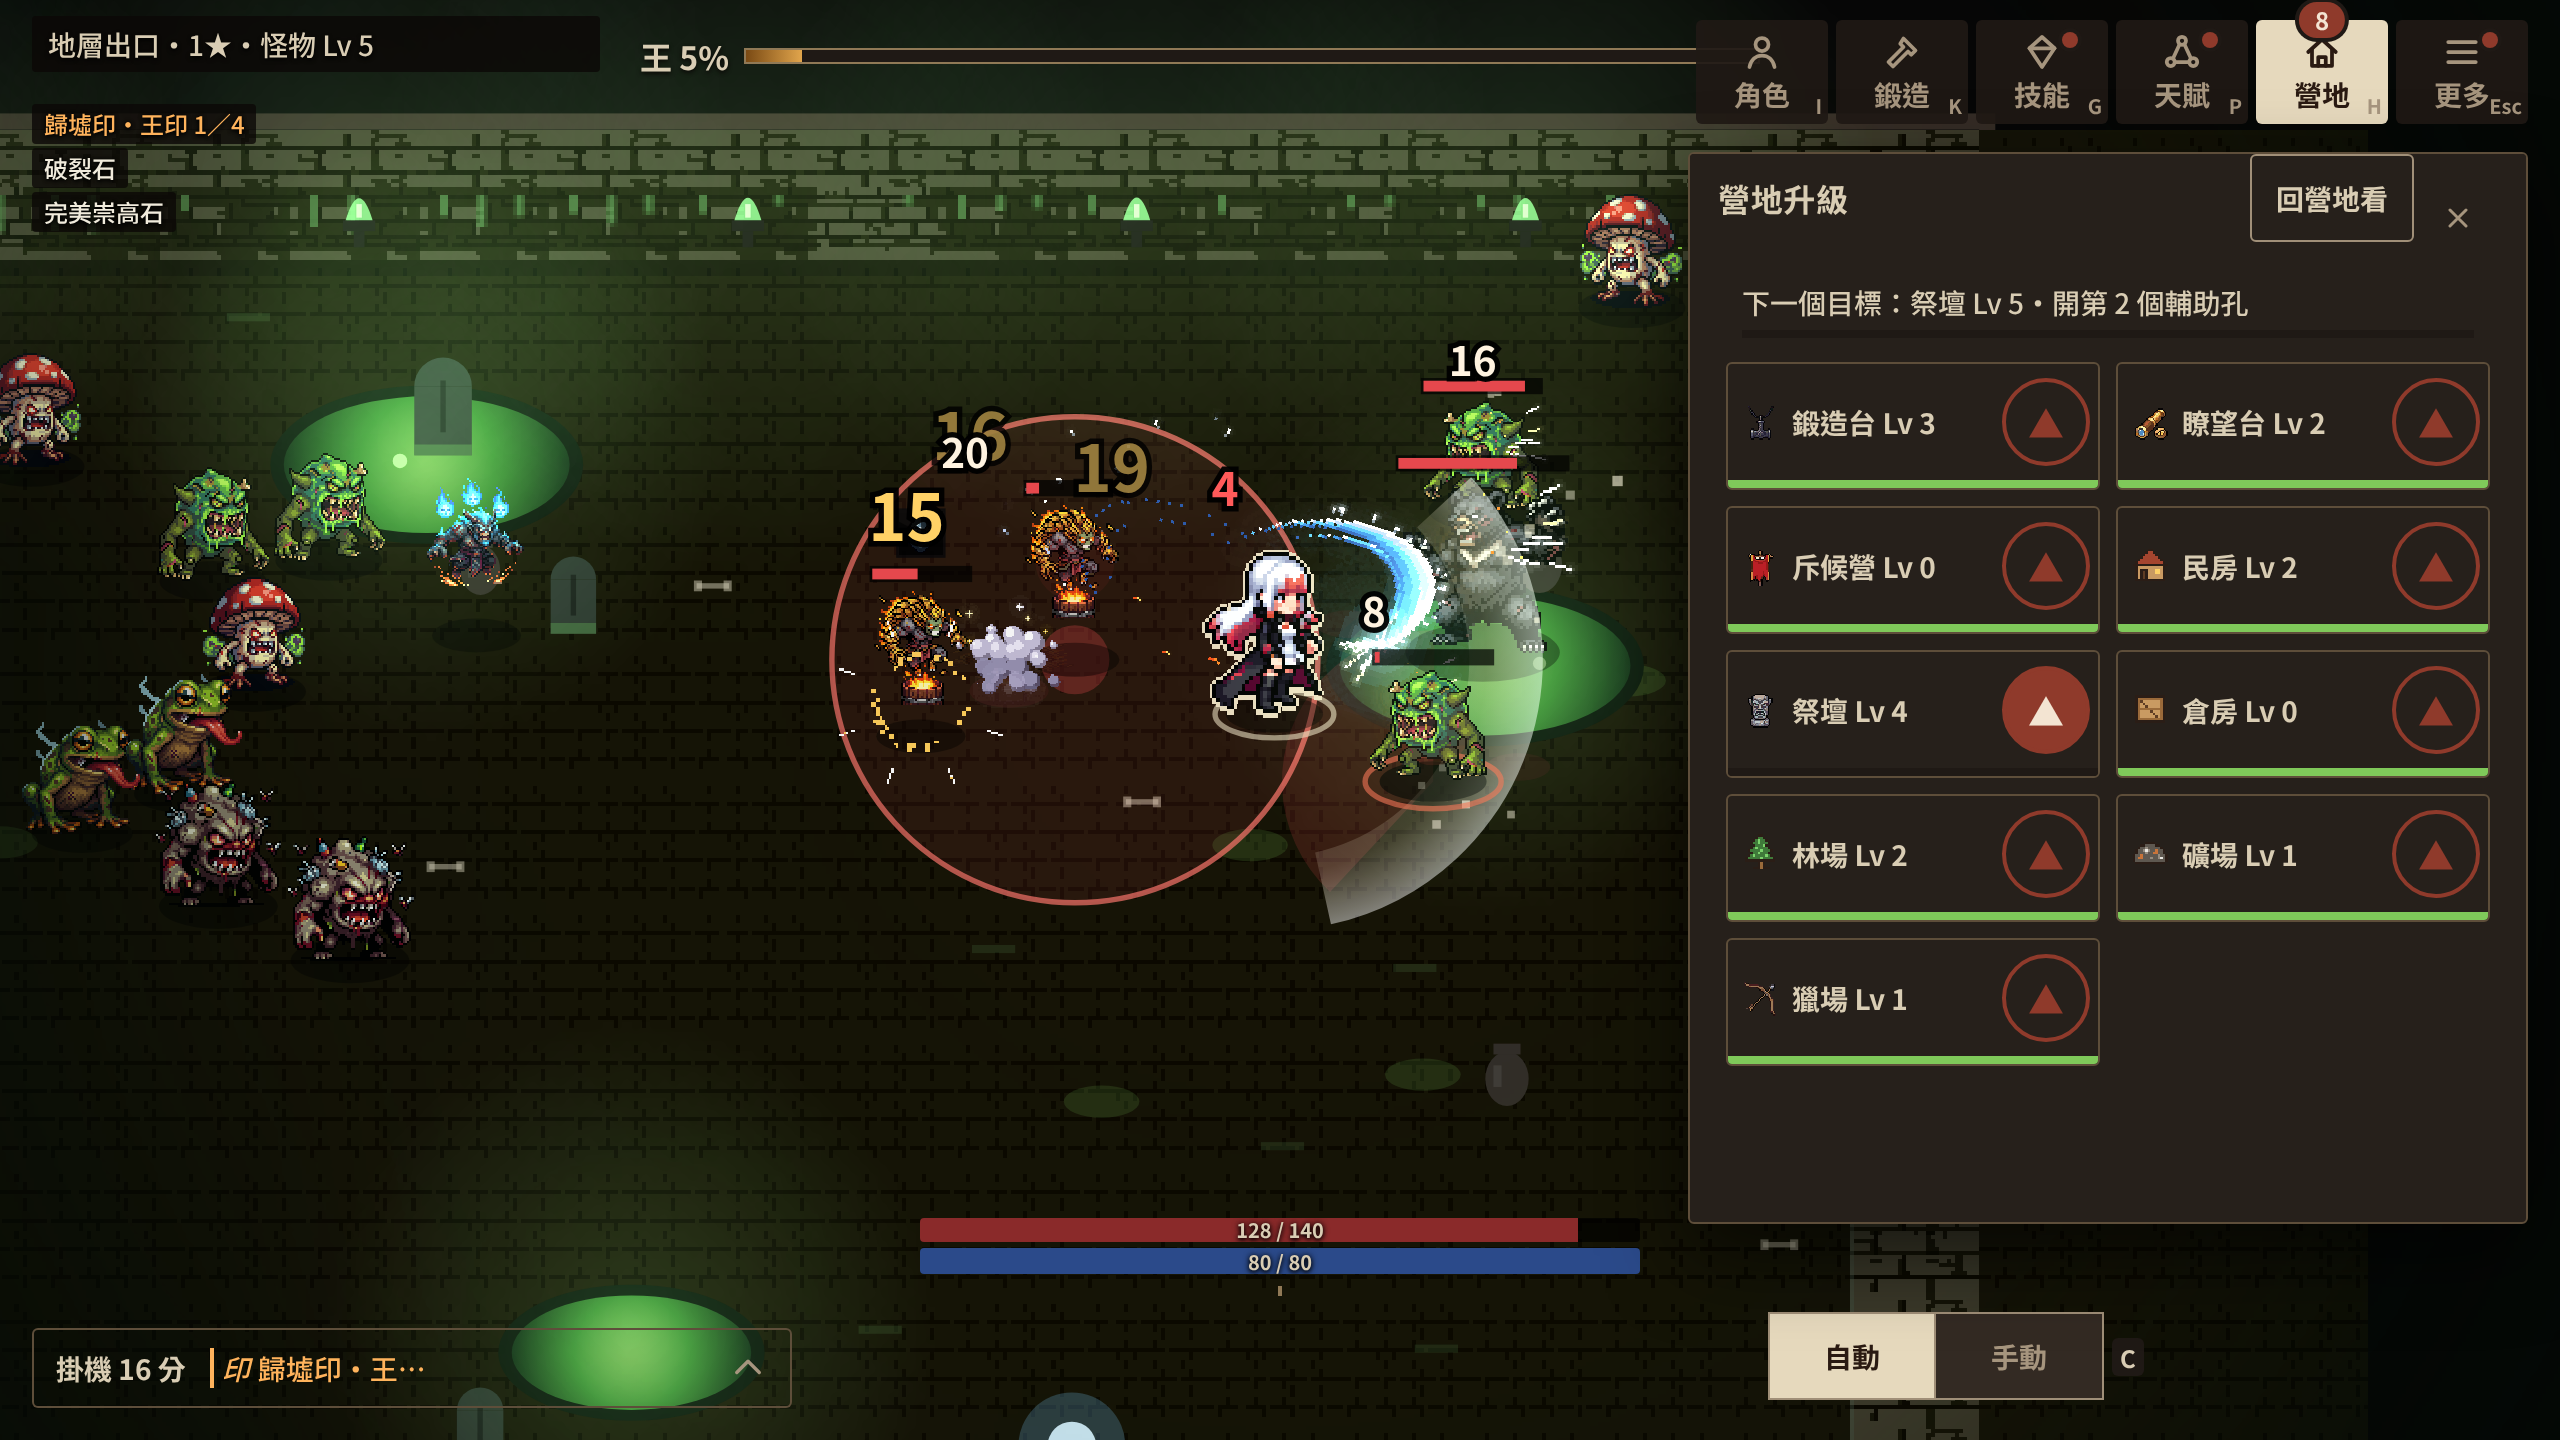 地層出口・1★・怪物 Lv 5
王 5%
歸墟印・王印 1／4
破裂石
完美崇高石
角色 I
鍛造 K
技能 G
天賦 P
8
營地 H
更多 Esc
營地升級
回營地看
×
下一個目標：祭壇 Lv 5・開第 2 個輔助孔
鍛造台 Lv 3
瞭望台 Lv 2
斥候營 Lv 0
民房 Lv 2
祭壇 Lv 4
倉房 Lv 0
林場 Lv 2
礦場 Lv 1
獵場 Lv 1
16
16
20
19
4
15
8
128 / 140
80 / 80
掛機 16 分
印 歸墟印・王…
自動
手動
C